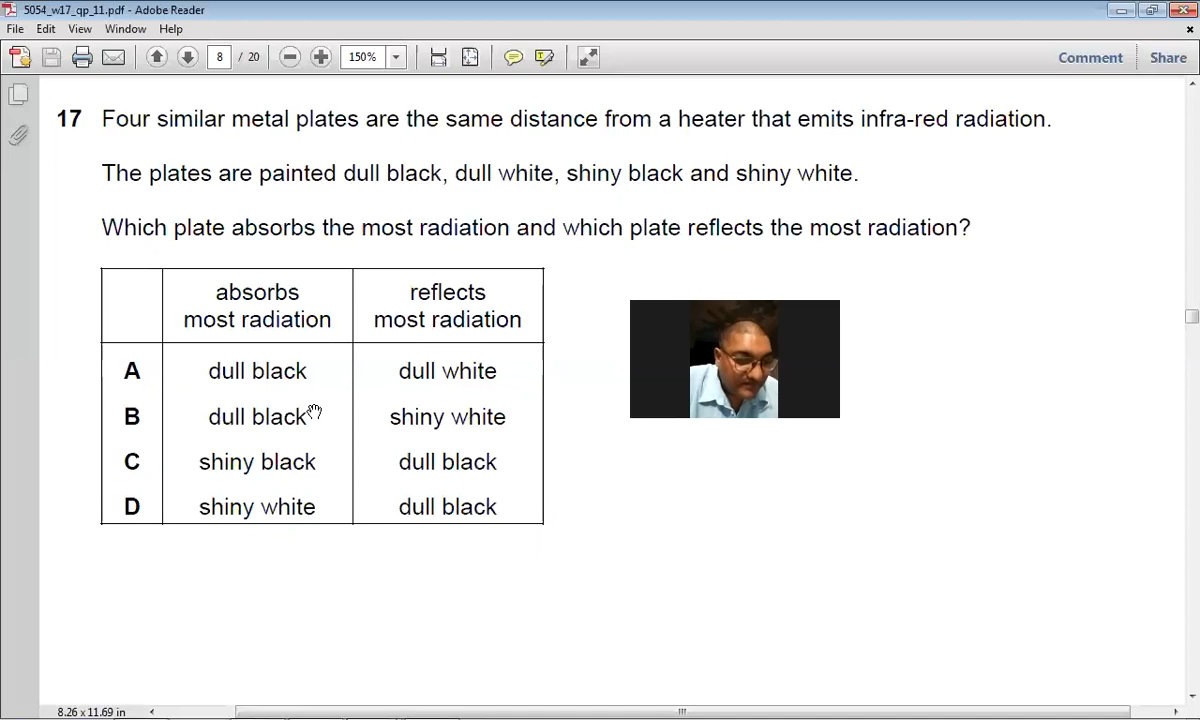 5054_w17_qp_11.pdf - Adobe Reader
File Edit View Window Help
8 / 20 150% Comment Share
17 Four similar metal plates are the same distance from a heater that emits infra-red radiation.
The plates are painted dull black, dull white, shiny black and shiny white.
Which plate absorbs the most radiation and which plate reflects the most radiation?
absorbs most radiation
reflects most radiation
A dull black dull white
B dull black shiny white
C shiny black dull black
D shiny white dull black
8.26 x 11.69 in